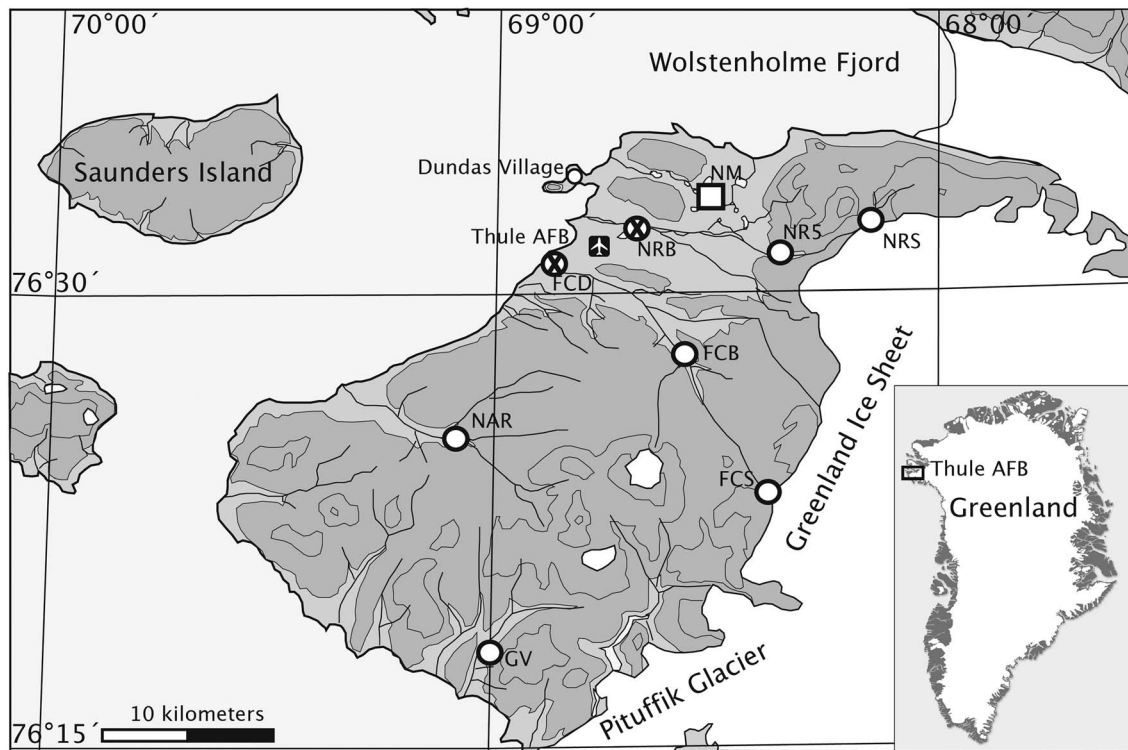 70°00´
69°00´
68°00´
Wolstenholme Fjord
Saunders Island
Dundas Village
NM
Thule AFB
NRB
NR5
NRS
FCD
76°30´
FCB
Greenland Ice Sheet
NAR
FCS
Thule AFB
Greenland
GV
Pituffik Glacier
10 kilometers
76°15´